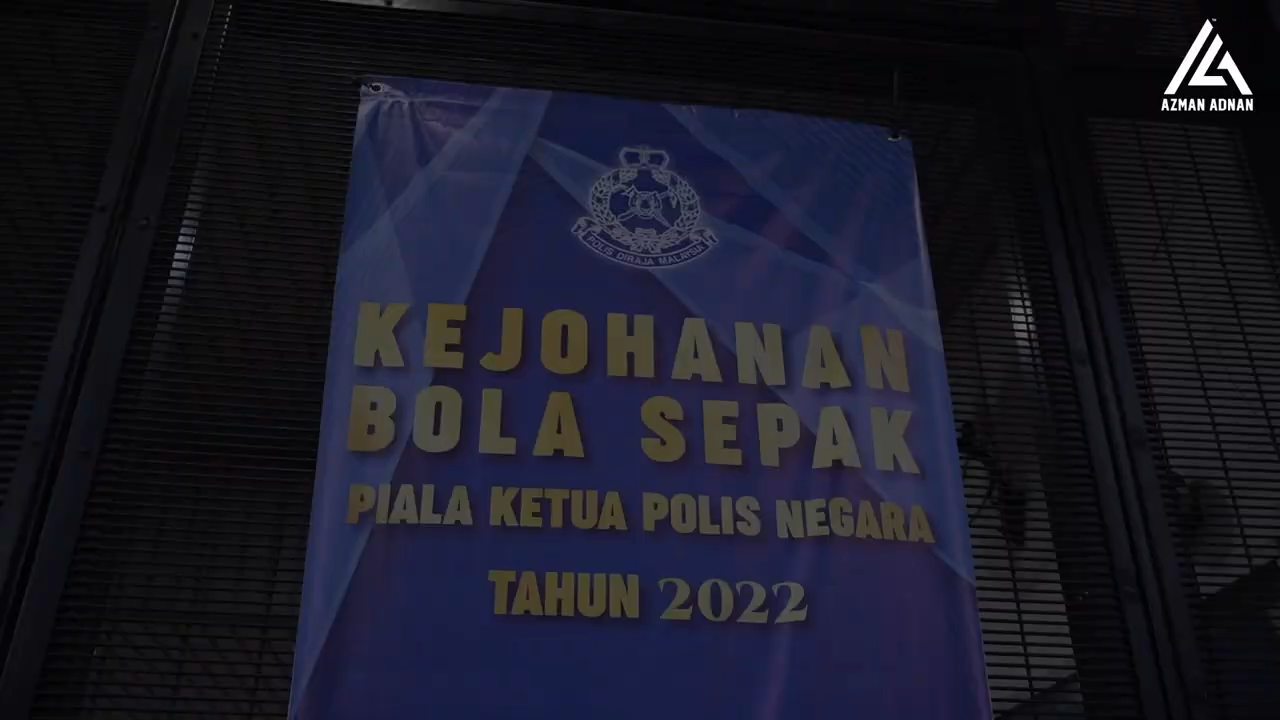 AZMAN ADNAN
POLIS DIRAJA MALAYSIA
KEJOHANAN
BOLA SEPAK
PIALA KETUA POLIS NEGARA
TAHUN 2022